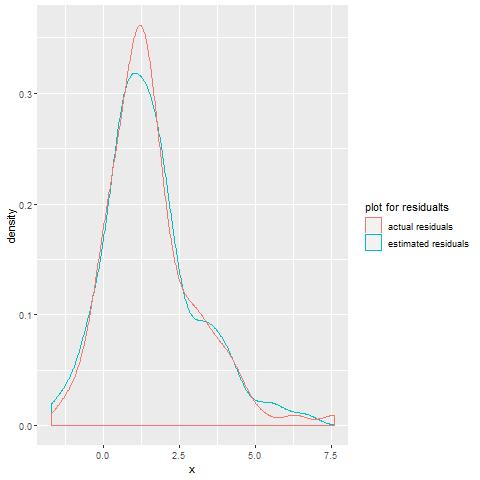 0.3
0.2
0.1
0.0
density
0.0 2.5 5.0 7.5
x
plot for residualts
actual residuals
estimated residuals